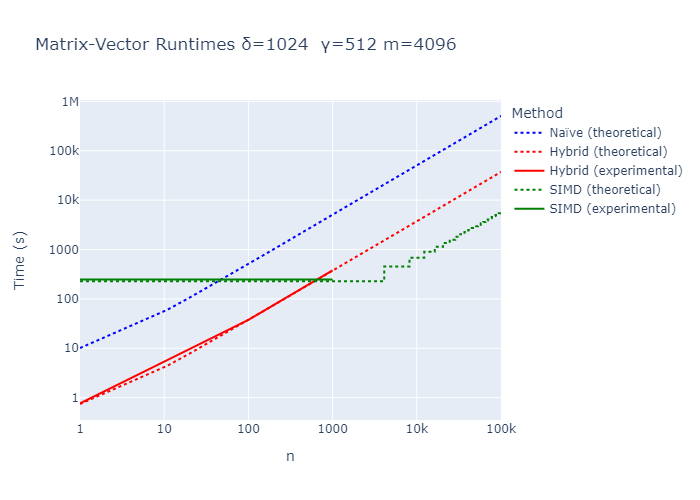 Matrix-Vector Runtimes δ=1024  γ=512 m=4096
Time (s)
1M
100k
10k
1000
100
10
1
1 10 100 1000 10k 100k
n
Method
Naïve (theoretical)
Hybrid (theoretical)
Hybrid (experimental)
SIMD (theoretical)
SIMD (experimental)